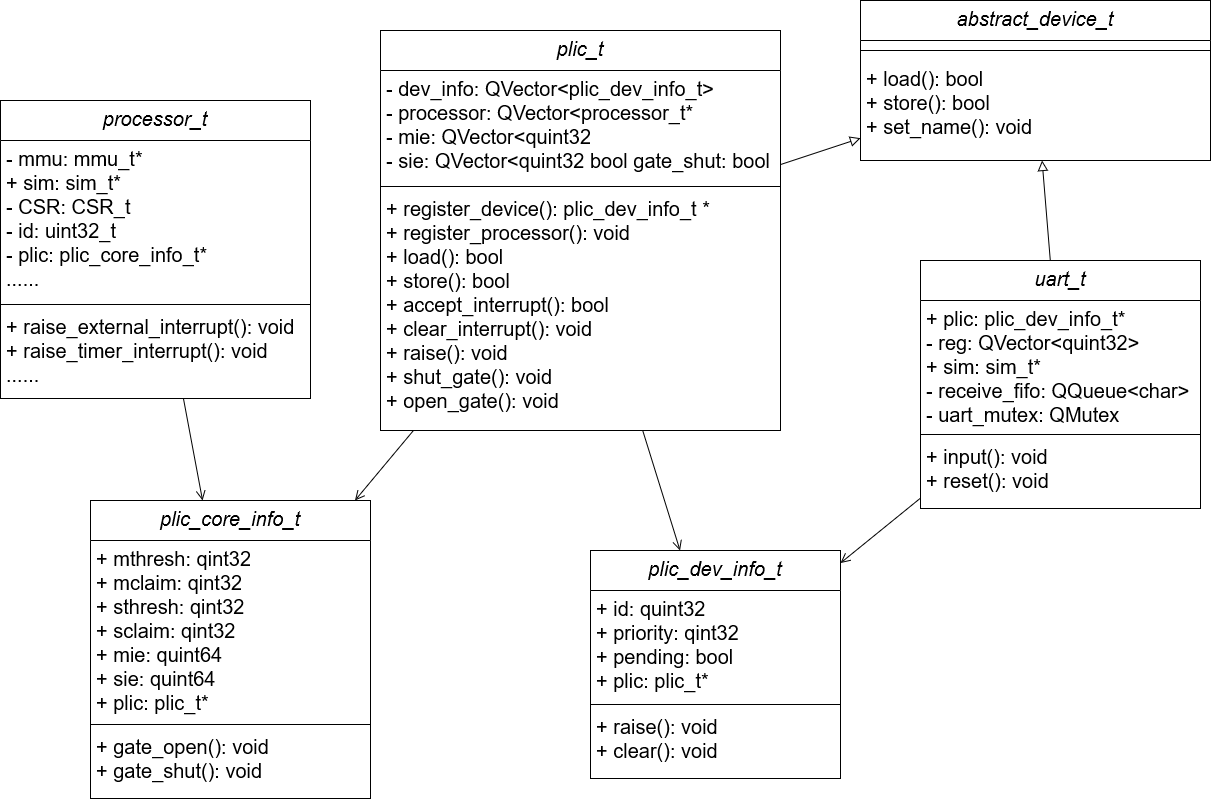 abstract_device_t
+ load(): bool
+ store(): bool
+ set_name(): void
plic_t
- dev_info: QVector<plic_dev_info_t>
- processor: QVector<processor_t*
- mie: QVector<quint32
- sie: QVector<quint32 bool gate_shut: bool
+ register_device(): plic_dev_info_t *
+ register_processor(): void
+ load(): bool
+ store(): bool
+ accept_interrupt(): bool
+ clear_interrupt(): void
+ raise(): void
+ shut_gate(): void
+ open_gate(): void
processor_t
- mmu: mmu_t*
+ sim: sim_t*
- CSR: CSR_t
- id: uint32_t
- plic: plic_core_info_t*
......
+ raise_external_interrupt(): void
+ raise_timer_interrupt(): void
......
uart_t
+ plic: plic_dev_info_t*
- reg: QVector<quint32>
+ sim: sim_t*
- receive_fifo: QQueue<char>
- uart_mutex: QMutex
+ input(): void
+ reset(): void
plic_core_info_t
+ mthresh: qint32
+ mclaim: qint32
+ sthresh: qint32
+ sclaim: qint32
+ mie: quint64
+ sie: quint64
+ plic: plic_t*
+ gate_open(): void
+ gate_shut(): void
plic_dev_info_t
+ id: quint32
+ priority: qint32
+ pending: bool
+ plic: plic_t*
+ raise(): void
+ clear(): void